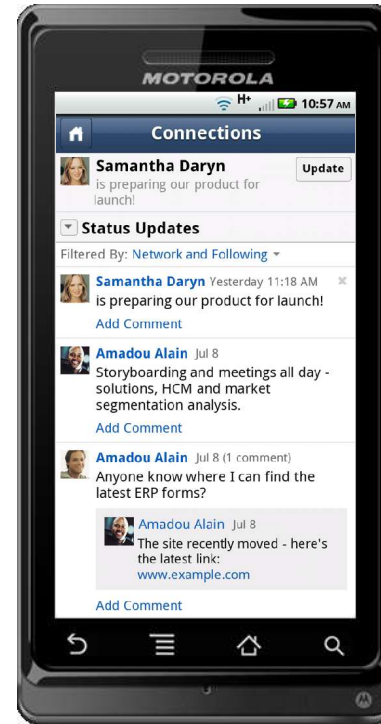 MOTOROLA
H+ 10:57 AM
Connections
Samantha Daryn Update
is preparing our product for
launch!
Status Updates
Filtered By: Network and Following
Samantha Daryn Yesterday 11:18 AM
is preparing our product for launch!
Add Comment
Amadou Alain Jul 8
Storyboarding and meetings all day -
solutions, HCM and market
segmentation analysis.
Add Comment
Amadou Alain Jul 8 (1 comment)
Anyone know where I can find the
latest ERP forms?
Amadou Alain Jul 8
The site recently moved - here's
the latest link:
www.example.com
Add Comment